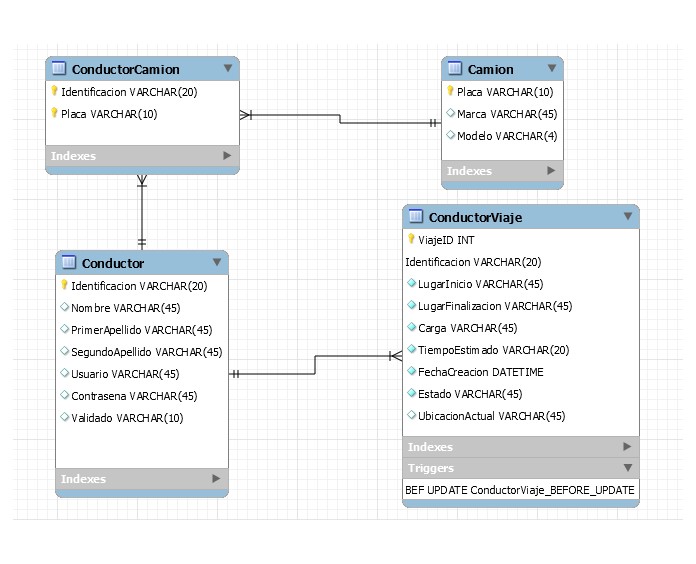 ConductorCamion
Identificacion VARCHAR(20)
Placa VARCHAR(10)
Indexes
Camion
Placa VARCHAR(10)
Marca VARCHAR(45)
Modelo VARCHAR(4)
Indexes
Conductor
Identificacion VARCHAR(20)
Nombre VARCHAR(45)
PrimerApellido VARCHAR(45)
SegundoApellido VARCHAR(45)
Usuario VARCHAR(45)
Contrasena VARCHAR(45)
Validado VARCHAR(10)
Indexes
ConductorViaje
ViajeID INT
Identificacion VARCHAR(20)
LugarInicio VARCHAR(45)
LugarFinalizacion VARCHAR(45)
Carga VARCHAR(45)
TiempoEstimado VARCHAR(20)
FechaCreacion DATETIME
Estado VARCHAR(45)
UbicacionActual VARCHAR(45)
Indexes
Triggers
BEF UPDATE ConductorViaje_BEFORE_UPDATE